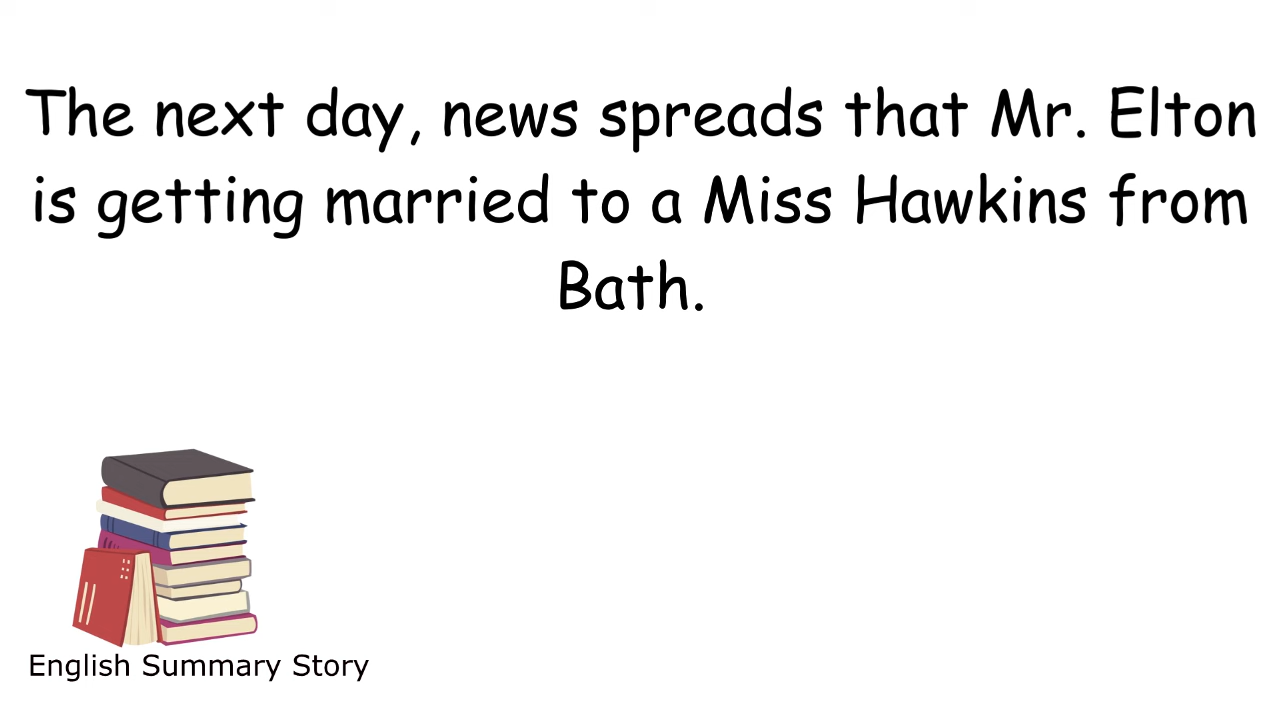 The next day, news spreads that Mr. Elton
is getting married to a Miss Hawkins from
Bath.
English Summary Story